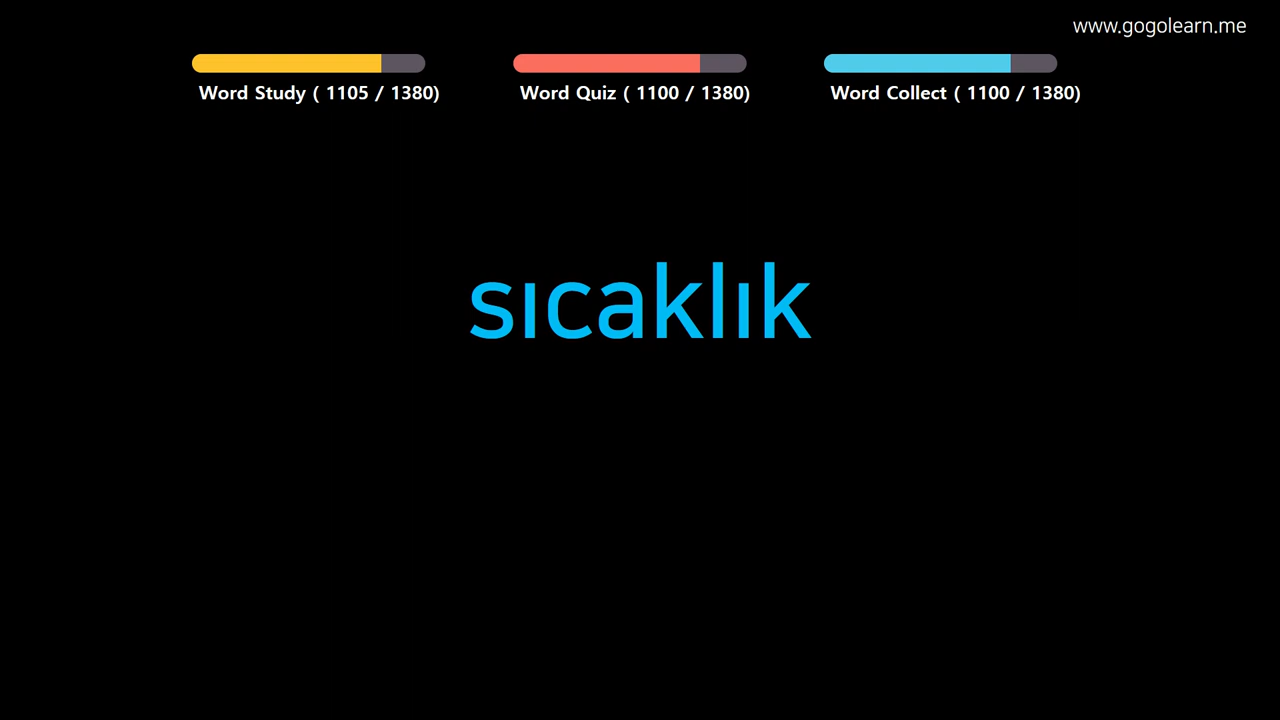 www.gogolearn.me
Word Study ( 1105 / 1380)
Word Quiz ( 1100 / 1380)
Word Collect ( 1100 / 1380)
sıcaklık